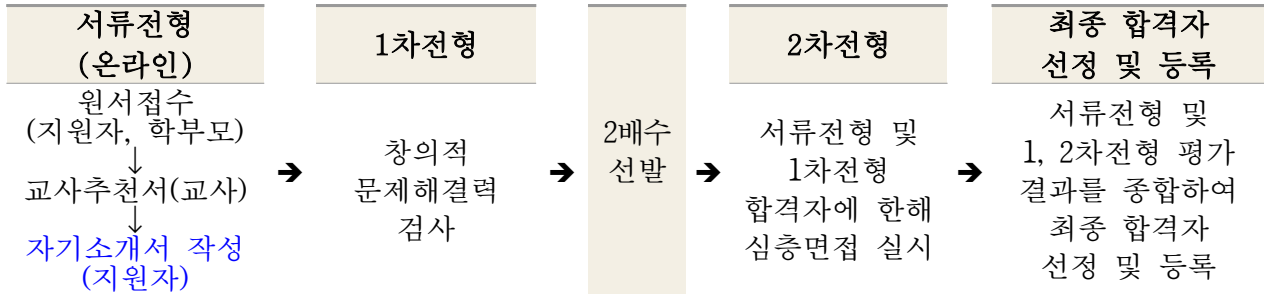 서류전형
(온라인)
원서접수
(지원자, 학부모)
↓
교사추천서(교사)
↓
자기소개서 작성
(지원자)
➔
1차전형
창의적
문제해결력
검사
➔
2배수
선발
➔
2차전형
서류전형 및
1차전형
합격자에 한해
심층면접 실시
➔
최종 합격자
선정 및 등록
서류전형 및
1, 2차전형 평가
결과를 종합하여
최종 합격자
선정 및 등록